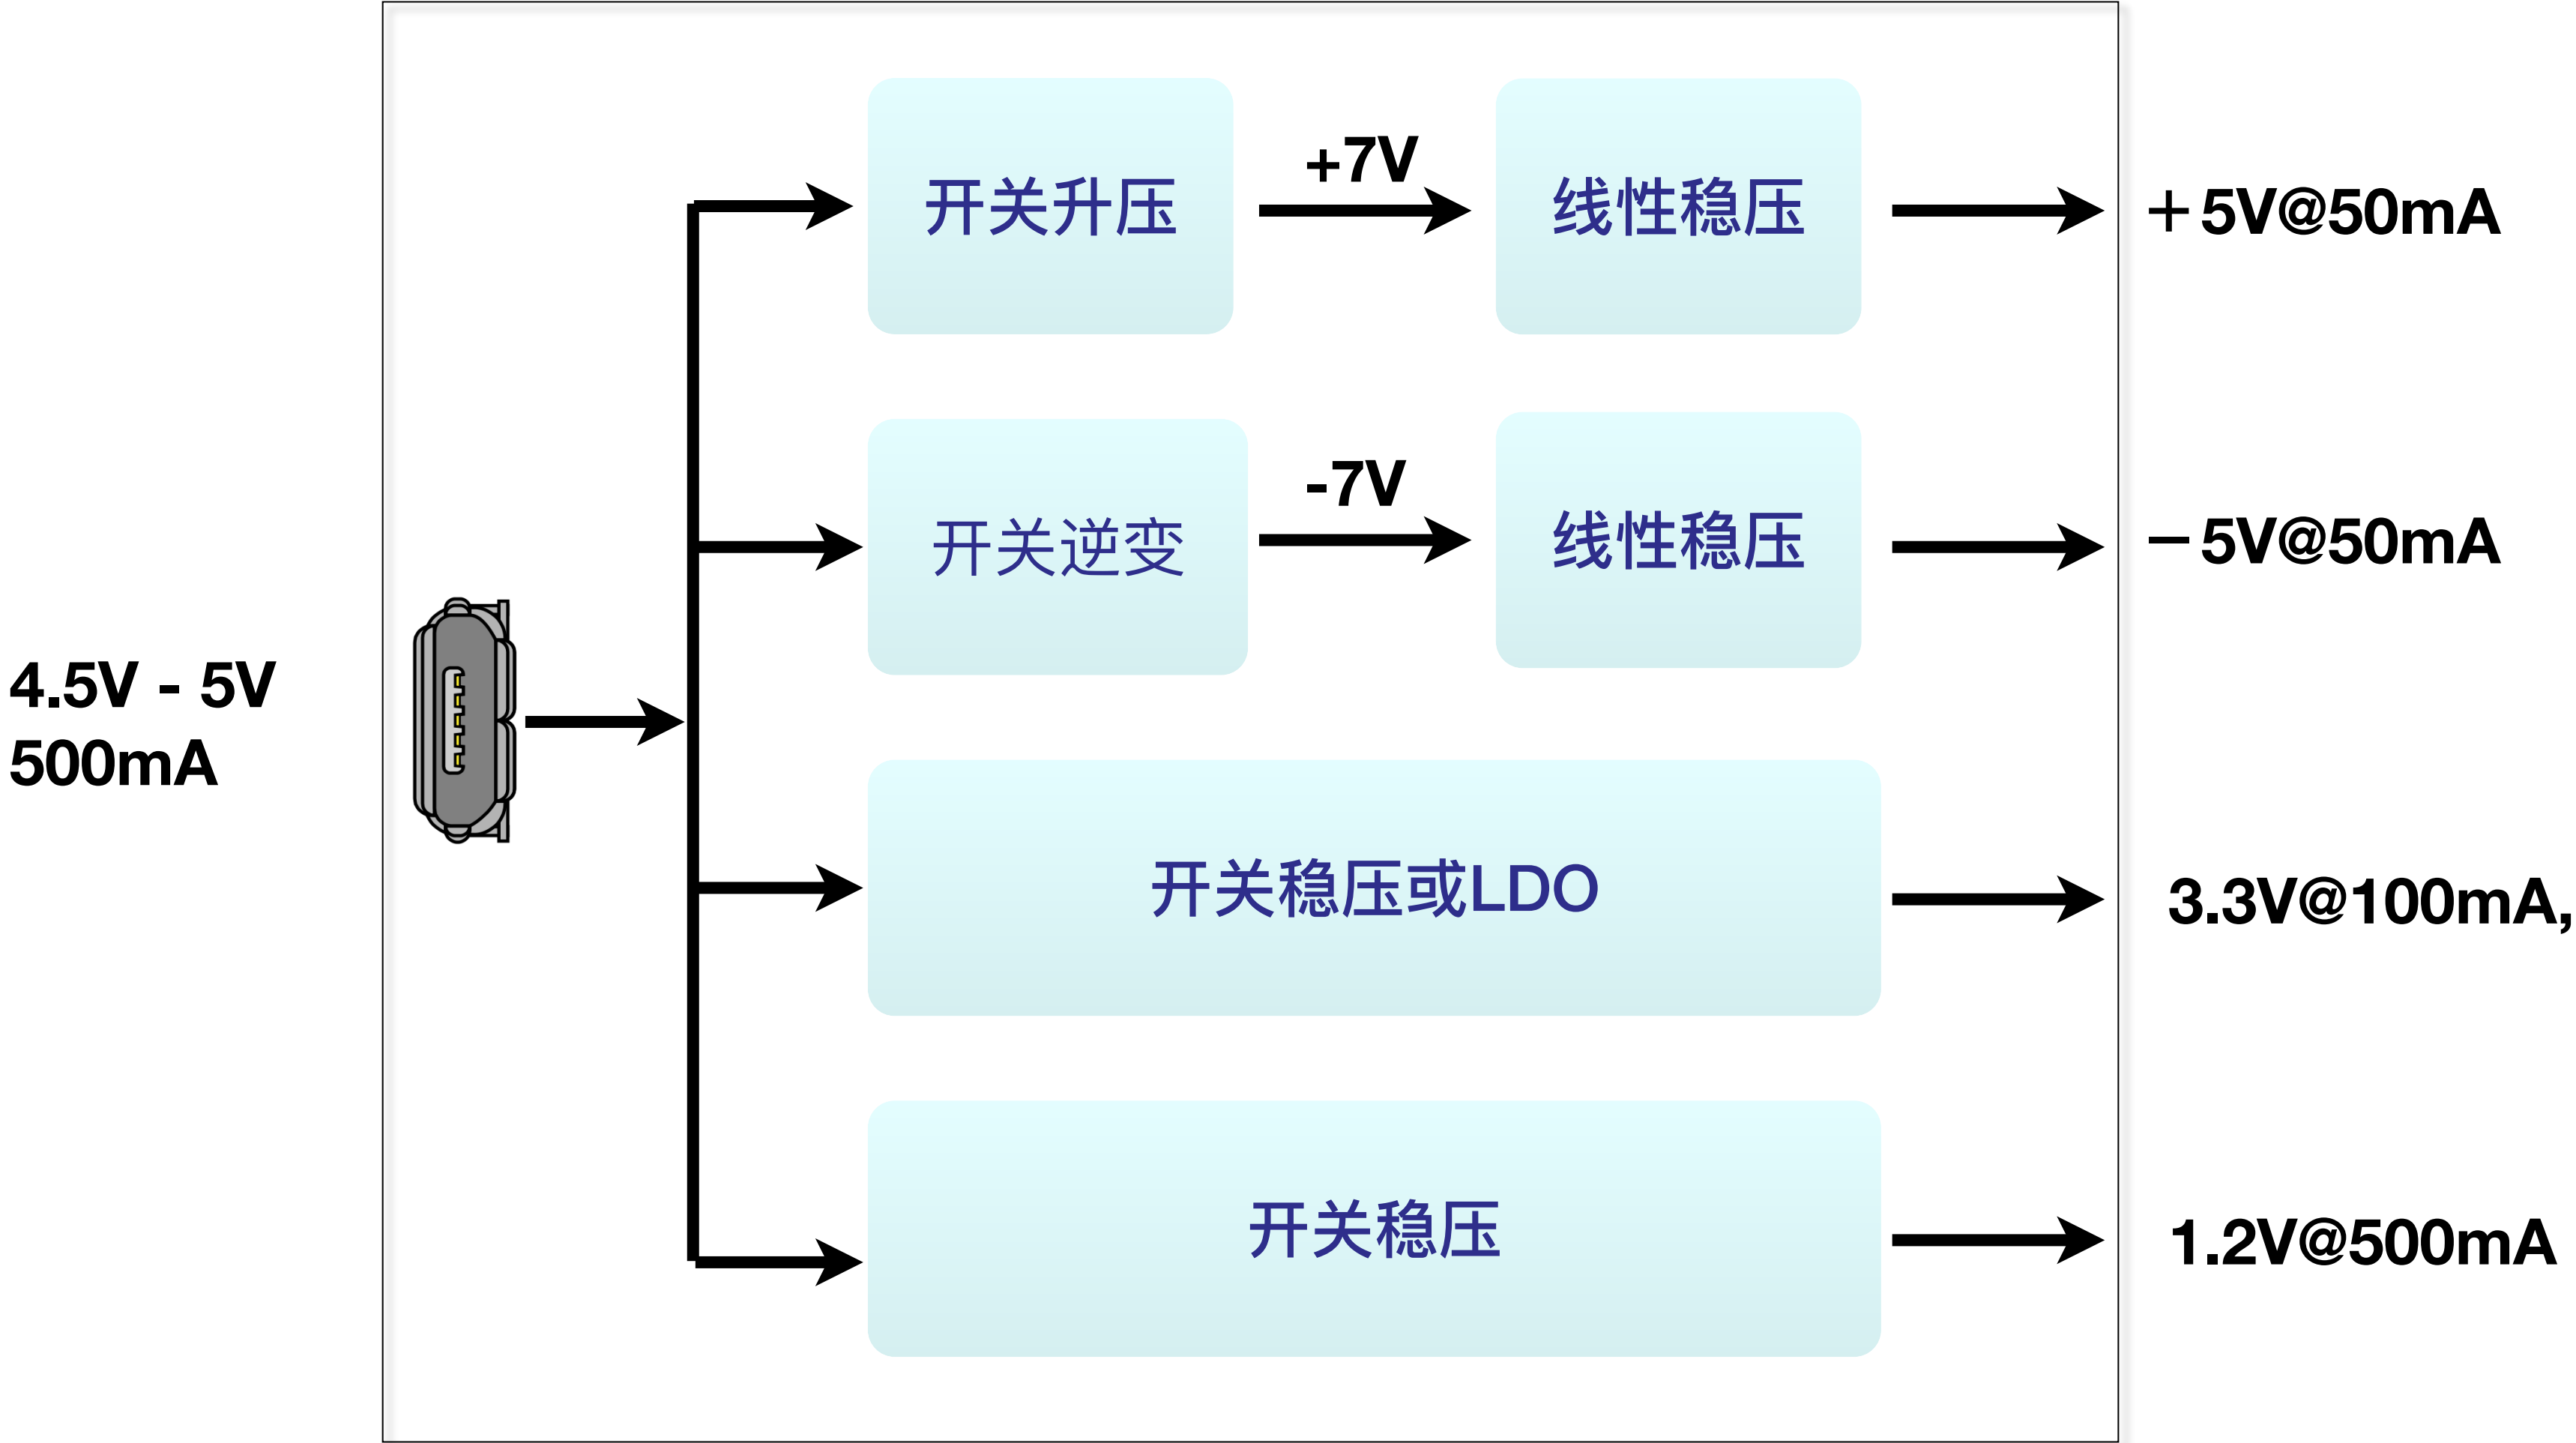 4.5V - 5V
500mA
开关升压
+7V
线性稳压
+5V@50mA
开关逆变
-7V
线性稳压
−5V@50mA
开关稳压或LDO
3.3V@100mA,
开关稳压
1.2V@500mA